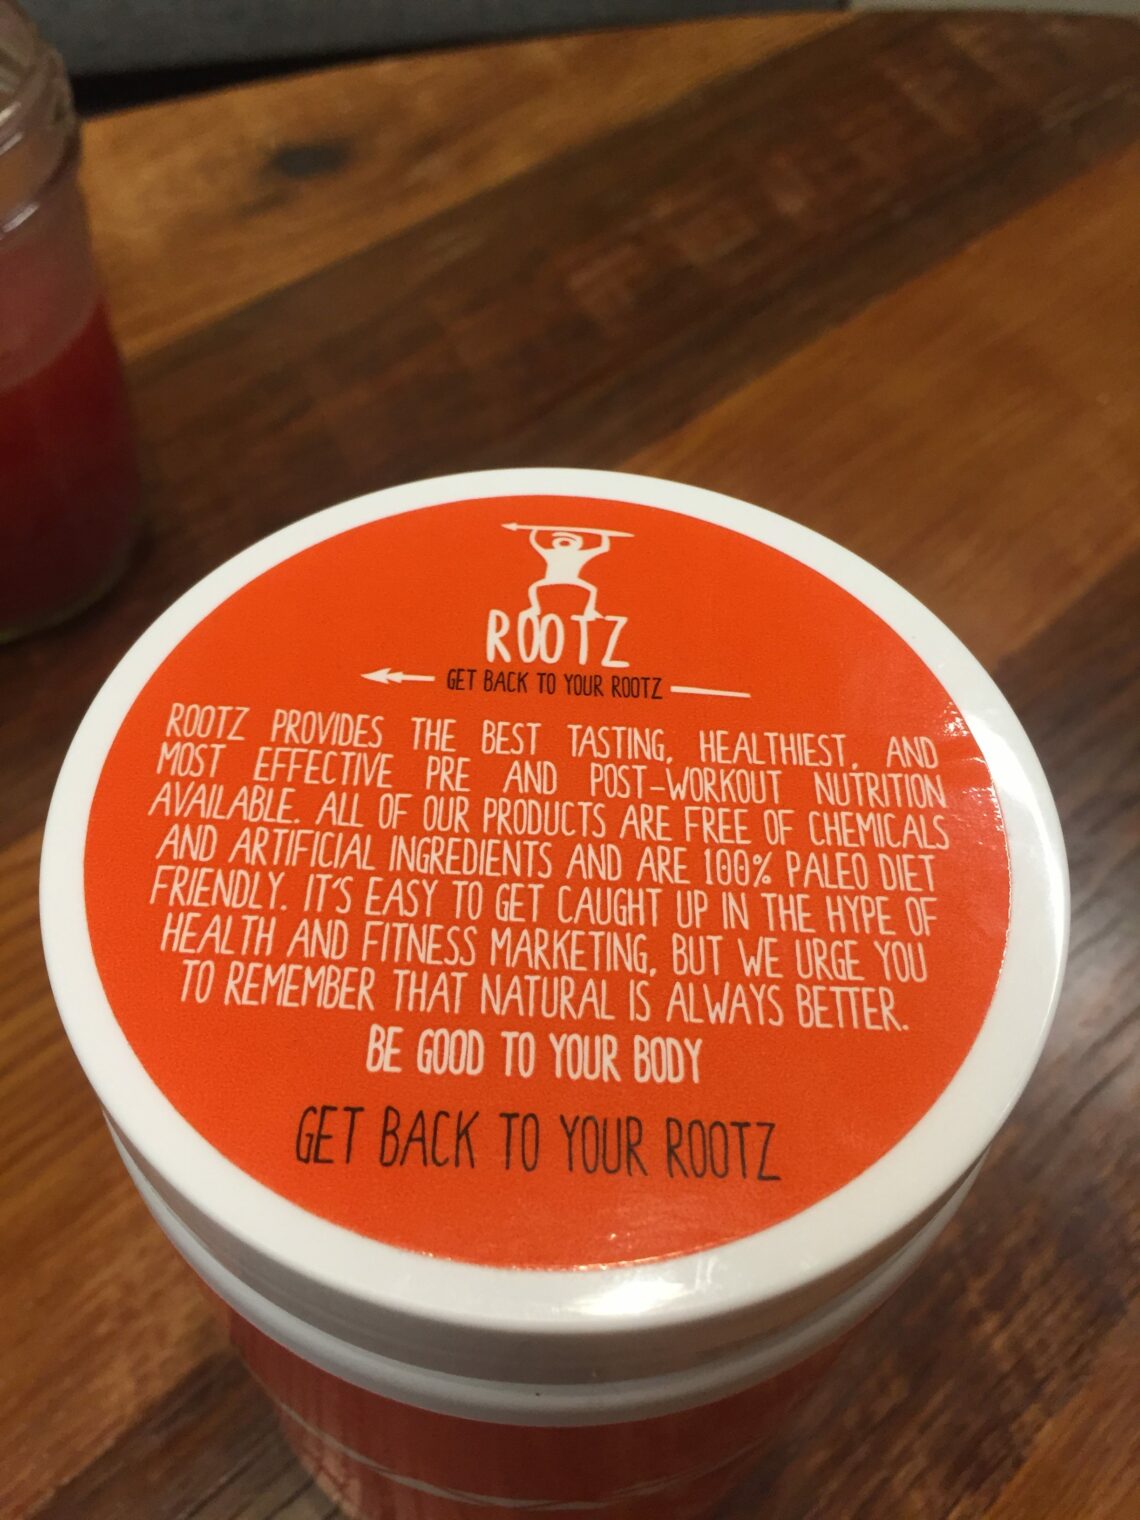 ROOTZ
GET BACK TO YOUR ROOTZ
ROOTZ PROVIDES THE BEST TASTING, HEALTHIEST, AND
MOST EFFECTIVE PRE AND POST-WORKOUT NUTRITION
AVAILABLE. ALL OF OUR PRODUCTS ARE FREE OF CHEMICALS
AND ARTIFICIAL INGREDIENTS AND ARE 100% PALEO DIET
FRIENDLY. IT'S EASY TO GET CAUGHT UP IN THE HYPE OF
HEALTH AND FITNESS MARKETING, BUT WE URGE YOU
TO REMEMBER THAT NATURAL IS ALWAYS BETTER.
BE GOOD TO YOUR BODY
GET BACK TO YOUR ROOTZ